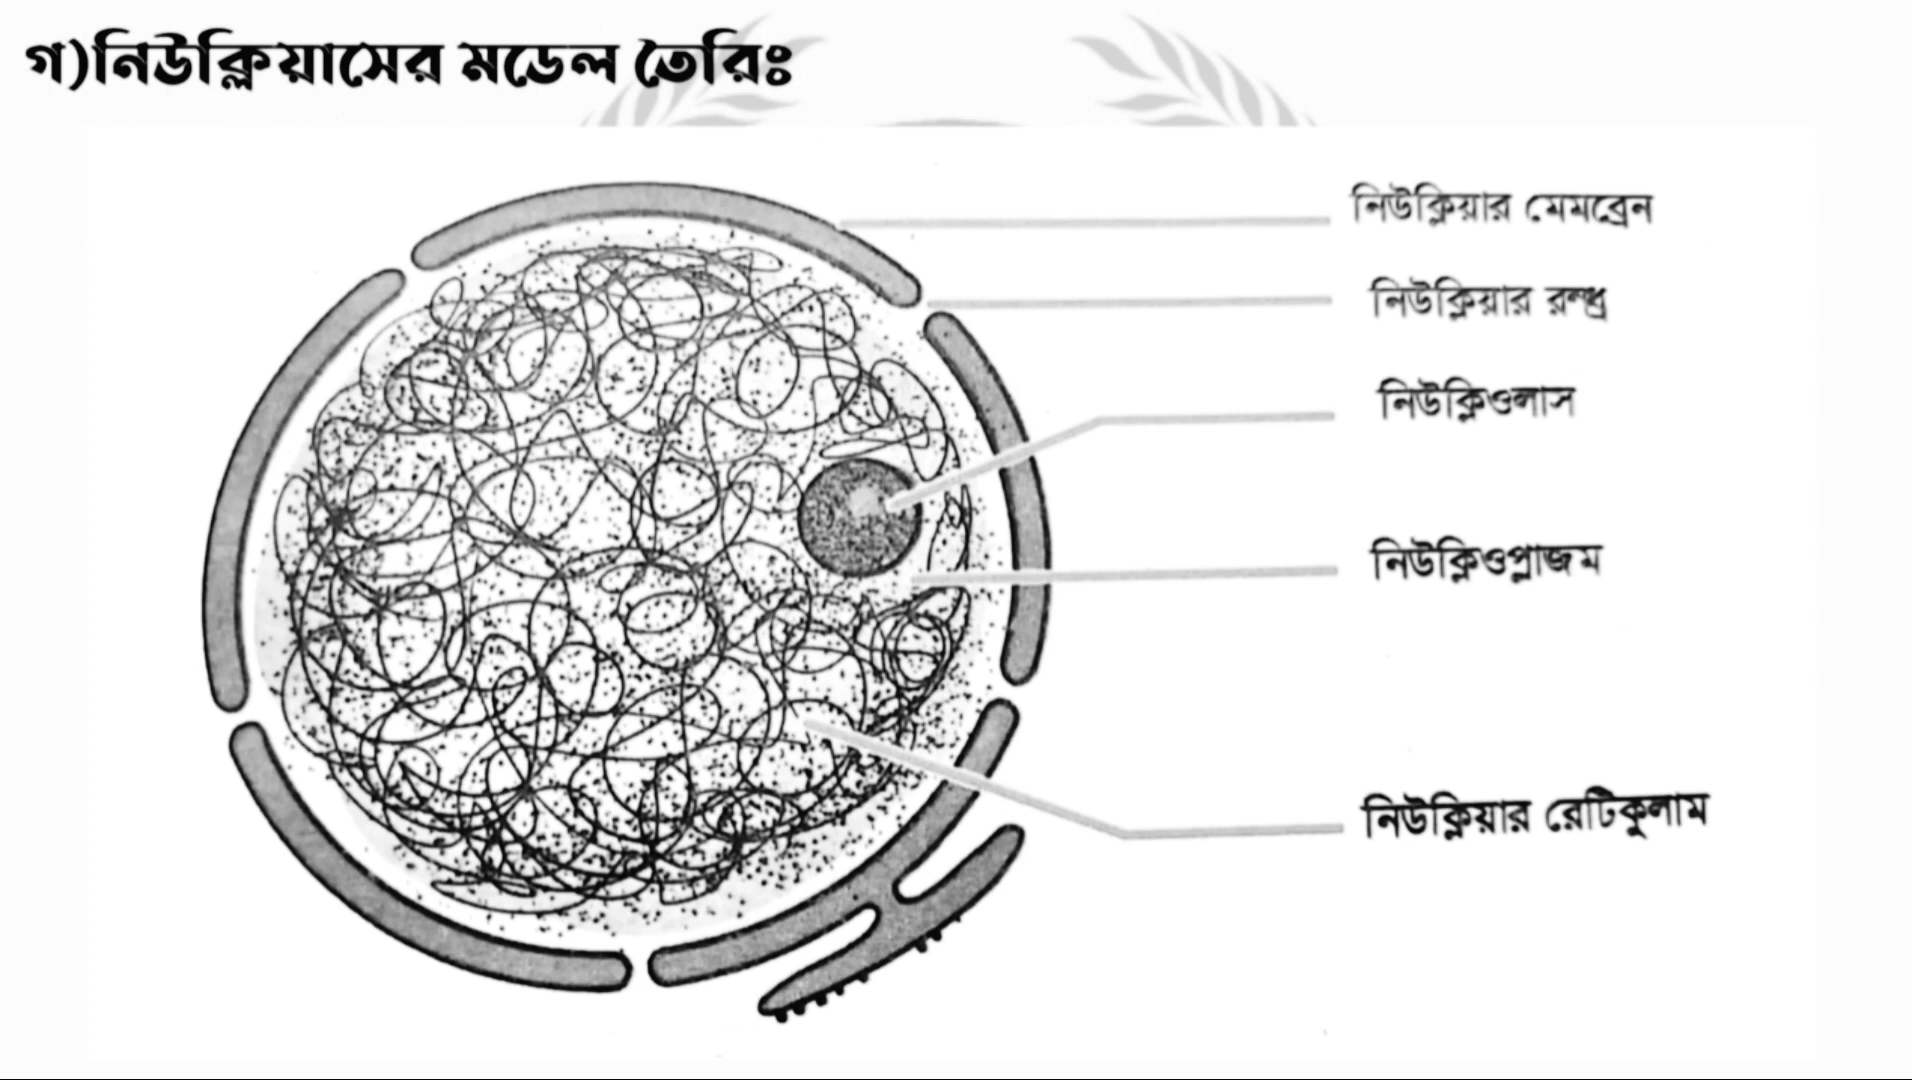 গ)নিউক্লিয়াসের মডেল তৈরিঃ
নিউক্লিয়ার মেমব্রেন
নিউক্লিয়ার রন্ধ্র
নিউক্লিওলাস
নিউক্লিওপ্লাজম
নিউক্লিয়ার রেটিকুলাম